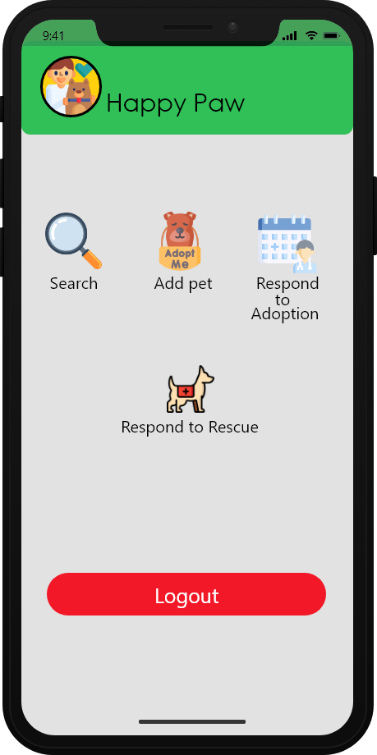 9:41
Happy Paw
Adopt
Me
Search
Add pet
Respond
to
Adoption
Respond to Rescue
Logout